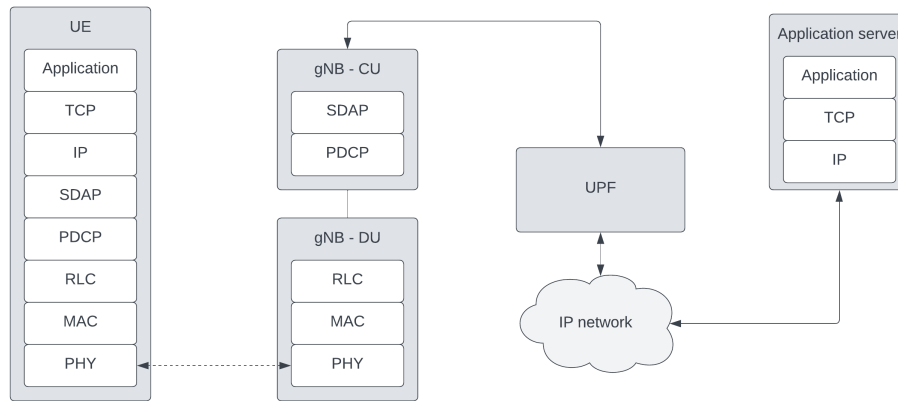 UE
Application
TCP
IP
SDAP
PDCP
RLC
MAC
PHY
gNB - CU
SDAP
PDCP
gNB - DU
RLC
MAC
PHY
UPF
IP network
Application server
Application
TCP
IP